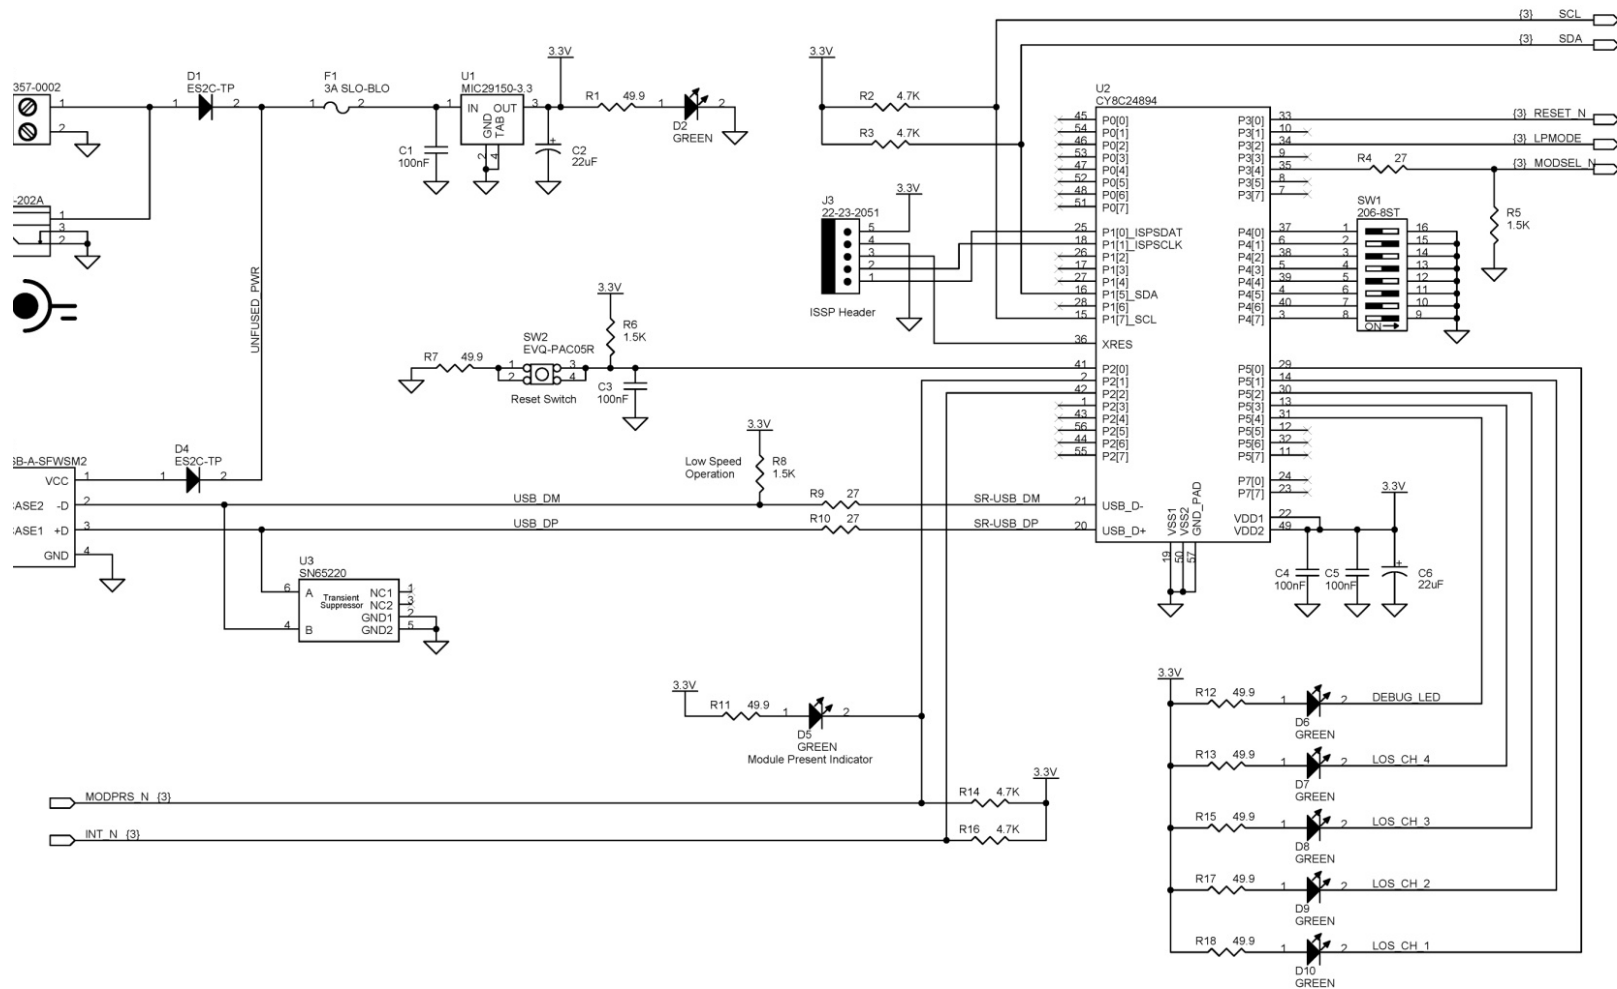 {3} SCL
{3} SDA
3.3V
3.3V
357-0002
1
2
D1
ES2C-TP
1 2
F1
3A SLO-BLO
1 2
U1
MIC29150-3.3
1 IN OUT 3
GND
TAB
2 4
C1
100nF
C2
22uF
R1 49.9
1 2
D2
GREEN
R2 4.7K
R3 4.7K
-202A
1
3
2
UNFUSED_PWR
J3
22-23-2051
3.3V
5
4
3
2
1
ISSP Header
U2
CY8C24894
45 P0[0]
54 P0[1]
46 P0[2]
53 P0[3]
47 P0[4]
52 P0[5]
48 P0[6]
51 P0[7]
25 P1[0]_ISPSDAT
18 P1[1]_ISPSCLK
26 P1[2]
17 P1[3]
27 P1[4]
16 P1[5]_SDA
28 P1[6]
15 P1[7]_SCL
36 XRES
41 P2[0]
2 P2[1]
42 P2[2]
1 P2[3]
43 P2[4]
56 P2[5]
44 P2[6]
55 P2[7]
21 USB_D-
20 USB_D+
P3[0] 33
P3[1] 10
P3[2] 34
P3[3] 9
P3[4] 35
P3[5] 8
P3[7] 7
P4[0] 37
P4[1] 6
P4[2] 38
P4[3] 5
P4[4] 39
P4[5] 4
P4[6] 40
P4[7] 3
P5[0] 29
P5[1] 14
P5[2] 30
P5[3] 13
P5[4] 31
P5[5] 12
P5[6] 32
P5[7] 11
P7[0] 24
P7[7] 23
VDD1 22
VDD2 49
VSS1
VSS2
GND_PAD
19
50
57
{3} RESET_N
{3} LPMODE
{3} MODSEL_N
R4 27
R5
1.5K
SW1
206-8ST
1 16
2 15
3 14
4 13
5 12
6 11
7 10
8 9
ON
3.3V
R6
1.5K
SW2
EVQ-PAC05R
R7 49.9
1 3
2 4
Reset Switch
C3
100nF
3.3V
Low Speed
Operation
R8
1.5K
SB-A-SFWSM2
VCC 1
ASE2 -D 2
ASE1 +D 3
GND 4
D4
ES2C-TP
1 2
USB_DM
USB_DP
R9 27
R10 27
SR-USB_DM
SR-USB_DP
U3
SN65220
6 A
4 B
Transient
Suppressor
NC1 1
NC2 3
GND1 2
GND2 5
3.3V
C4
100nF
C5
100nF
C6
22uF
3.3V
R11 49.9
1 2
D5
GREEN
Module Present Indicator
MODPRS_N {3}
INT_N {3}
3.3V
R14 4.7K
R16 4.7K
3.3V
R12 49.9 1 2 DEBUG_LED
D6
GREEN
R13 49.9 1 2 LOS_CH_4
D7
GREEN
R15 49.9 1 2 LOS_CH_3
D8
GREEN
R17 49.9 1 2 LOS_CH_2
D9
GREEN
R18 49.9 1 2 LOS_CH_1
D10
GREEN